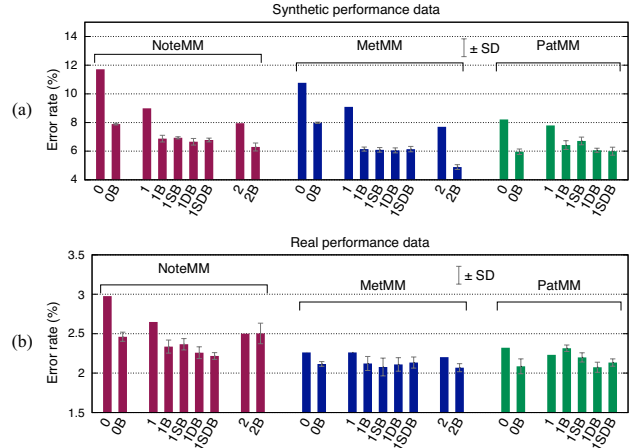 Synthetic performance data
(a)
Error rate (%)
14
12
10
8
6
4
NoteMM
MetMM
± SD
PatMM
0 0B 1 1B 1SB 1DB 1SDB 2 2B 0 0B 1 1B 1SB 1DB 1SDB 2 2B 0 0B 1 1B 1SB 1DB 1SDB
Real performance data
(b)
Error rate (%)
3.5
3
2.5
2
1.5
NoteMM
MetMM
± SD
PatMM
0 0B 1 1B 1SB 1DB 1SDB 2 2B 0 0B 1 1B 1SB 1DB 1SDB 2 2B 0 0B 1 1B 1SB 1DB 1SDB